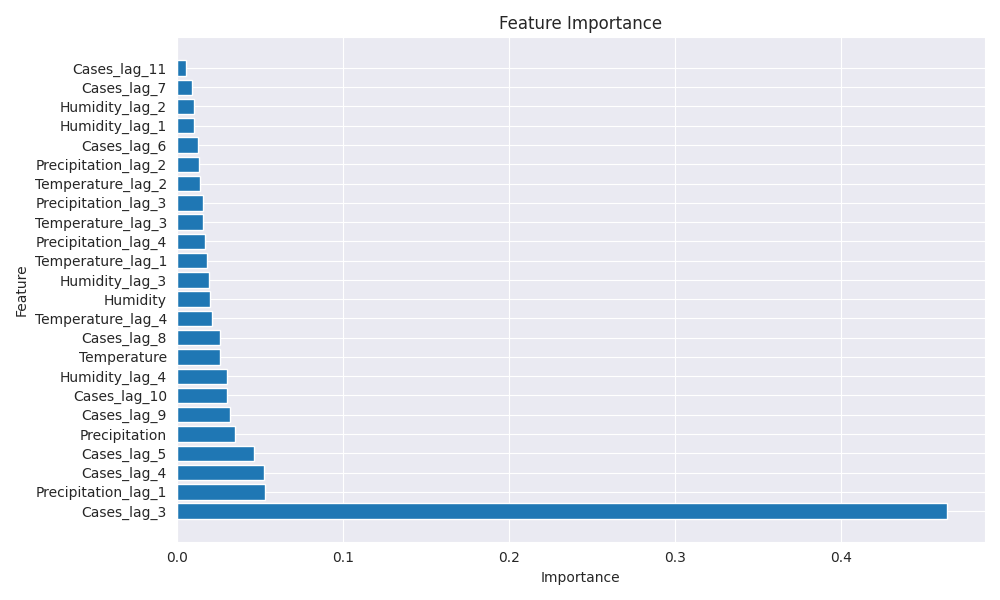 Feature Importance
Cases_lag_11
Cases_lag_7
Humidity_lag_2
Humidity_lag_1
Cases_lag_6
Precipitation_lag_2
Temperature_lag_2
Precipitation_lag_3
Temperature_lag_3
Precipitation_lag_4
Temperature_lag_1
Humidity_lag_3
Humidity
Temperature_lag_4
Cases_lag_8
Temperature
Humidity_lag_4
Cases_lag_10
Cases_lag_9
Precipitation
Cases_lag_5
Cases_lag_4
Precipitation_lag_1
Cases_lag_3
Feature
0.0 0.1 0.2 0.3 0.4
Importance